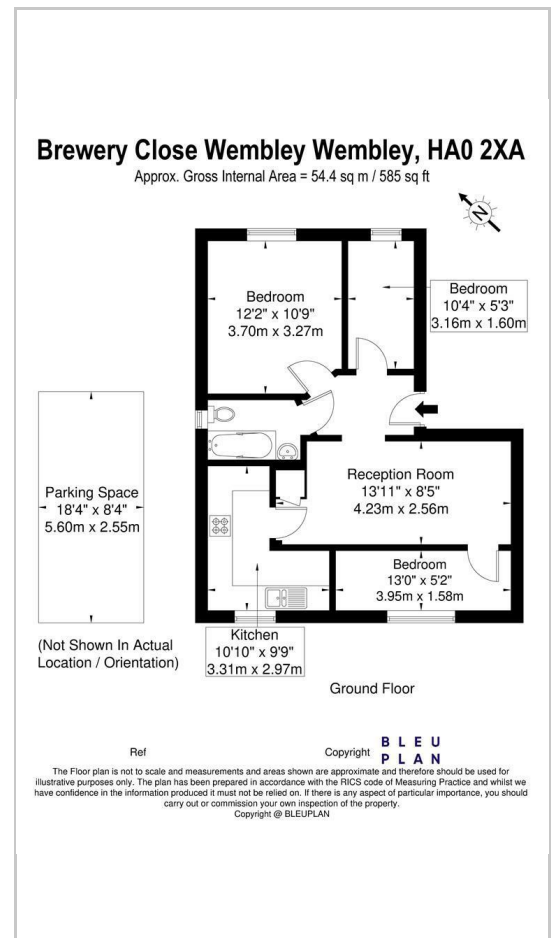 Brewery Close Wembley Wembley, HA0 2XA
Approx. Gross Internal Area = 54.4 sq m / 585 sq ft
N
Bedroom
12'2" x 10'9"
3.70m x 3.27m
Bedroom
10'4" x 5'3"
3.16m x 1.60m
Reception Room
13'11" x 8'5"
4.23m x 2.56m
Parking Space
18'4" x 8'4"
5.60m x 2.55m
Bedroom
13'0" x 5'2"
3.95m x 1.58m
(Not Shown In Actual
Location / Orientation)
Kitchen
10'10" x 9'9"
3.31m x 2.97m
Ground Floor
Ref
Copyright
BLEU
PLAN
The Floor plan is not to scale and measurements and areas shown are approximate and therefore should be used for
illustrative purposes only. The plan has been prepared in accordance with the RICS code of Measuring Practice and whilst we
have confidence in the information produced it must not be relied on. If there is any aspect of particular importance, you should
carry out or commission your own inspection of the property.
Copyright @ BLEUPLAN